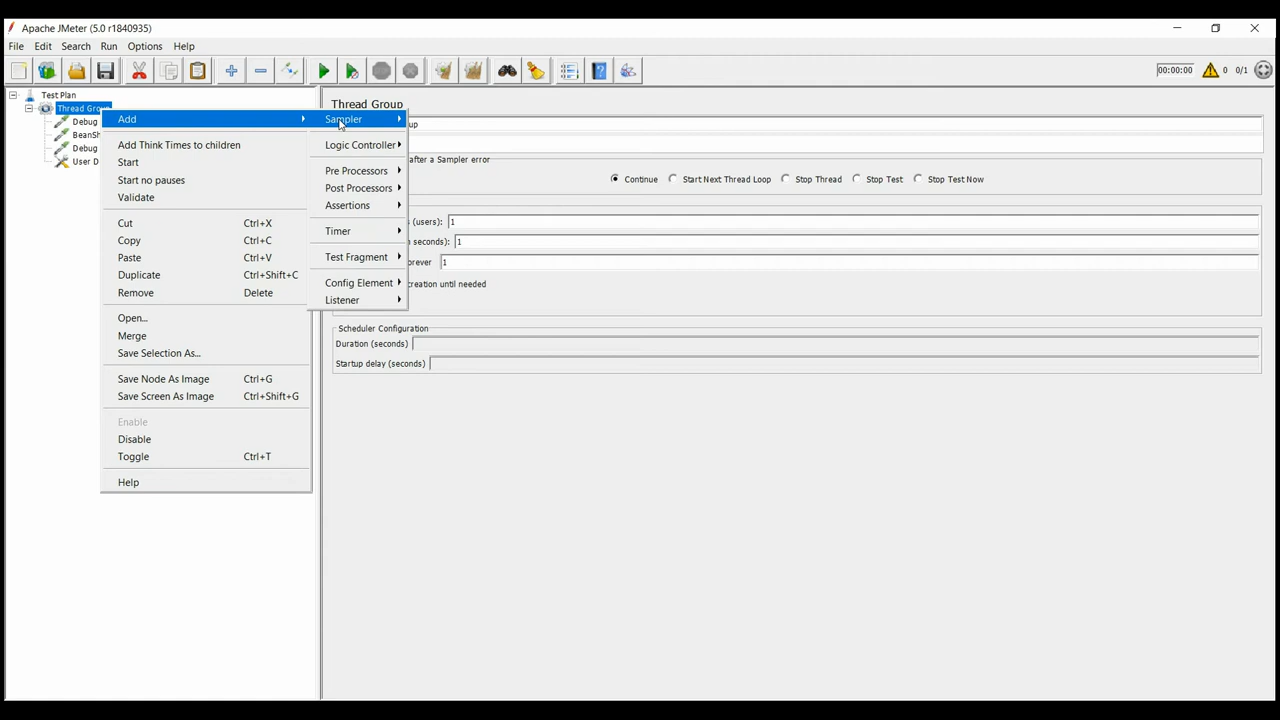 Apache JMeter (5.0 r1840935)
File Edit Search Run Options Help
00:00:00 0 0/1
Test Plan
Thread Group
Debug
BeanSh
Debug
User D
Add
Add Think Times to children
Start
Start no pauses
Validate
Cut Ctrl+X
Copy Ctrl+C
Paste Ctrl+V
Duplicate Ctrl+Shift+C
Remove Delete
Open...
Merge
Save Selection As...
Save Node As Image Ctrl+G
Save Screen As Image Ctrl+Shift+G
Enable
Disable
Toggle Ctrl+T
Help
Sampler
Logic Controller
Pre Processors
Post Processors
Assertions
Timer
Test Fragment
Config Element
Listener
Thread Group
up
after a Sampler error
Continue Start Next Thread Loop Stop Thread Stop Test Stop Test Now
(users): 1
seconds): 1
orever 1
creation until needed
Scheduler Configuration
Duration (seconds)
Startup delay (seconds)